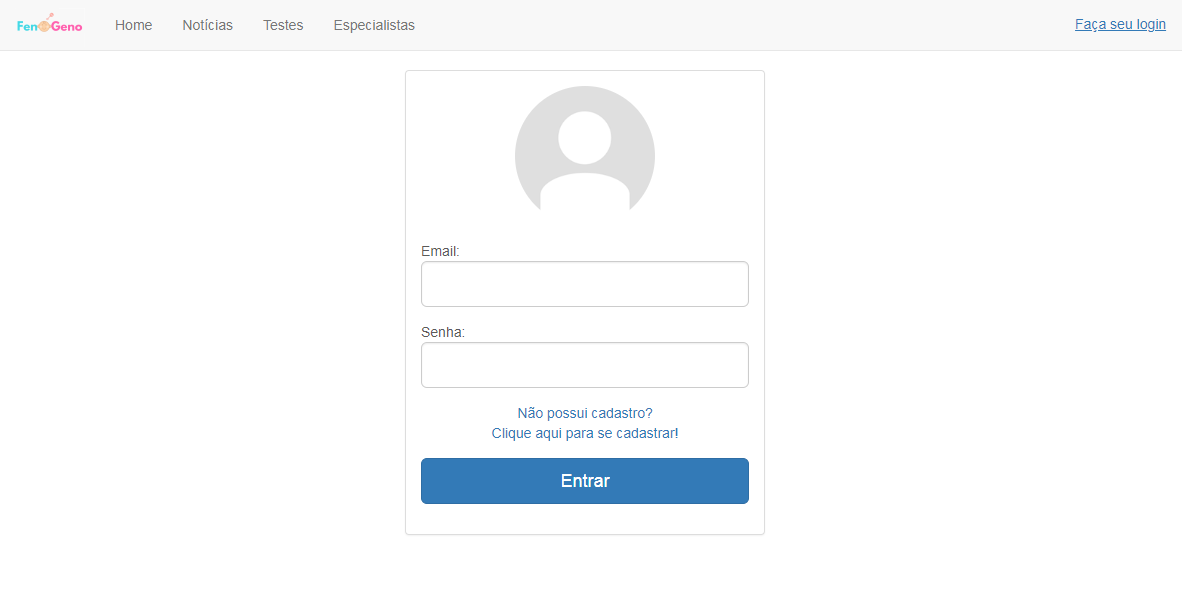 FenoGeno
Home
Notícias
Testes
Especialistas
Faça seu login
Email:
Senha:
Não possui cadastro?
Clique aqui para se cadastrar!
Entrar